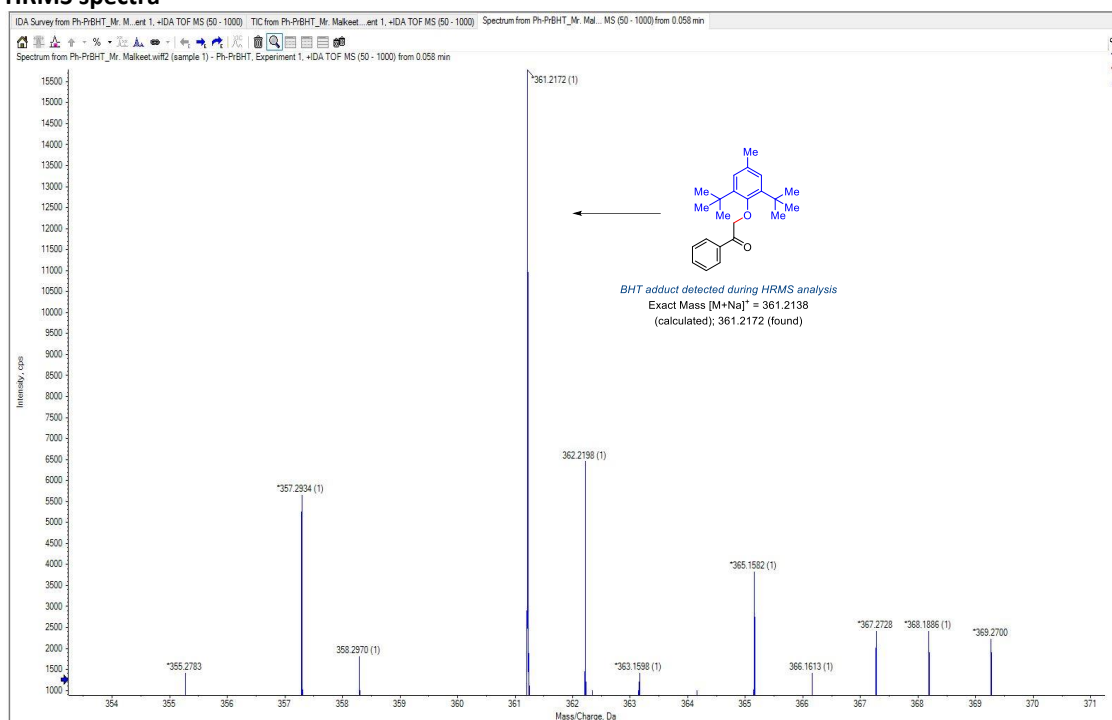 HRMS spectra
IDA Survey from Ph-PrBHT_Mr. M...ent 1, +IDA TOF MS (50 - 1000) TIC from Ph-PrBHT_Mr. Malkeet....ent 1, +IDA TOF MS (50 - 1000) Spectrum from Ph-PrBHT_Mr. Mal... MS (50 - 1000) from 0.058 min
%
Spectrum from Ph-PrBHT_Mr. Malkeet.wiff2 (sample 1) - Ph-PrBHT, Experiment 1, +IDA TOF MS (50 - 1000) from 0.058 min
15500
*361.2172 (1)
15000
14500
14000
Me
13500
13000
Me Me
12500
Me Me
Me O Me
12000
11500
O
11000
10500
BHT adduct detected during HRMS analysis
Exact Mass [M+Na]+ = 361.2138
10000
(calculated); 361.2172 (found)
9500
9000
8500
8000
Intensity, cps
7500
7000
6500
362.2198 (1)
6000
*357.2934 (1)
5500
5000
4500
4000
*365.1582 (1)
3500
3000
2500
*367.2728 *368.1886 (1)
*369.2700
2000
358.2970 (1)
1500
*355.2783 *363.1598 (1) 366.1613 (1)
1000
354 355 356 357 358 359 360 361 362 363 364 365 366 367 368 369 370 371
Mass/Charge, Da